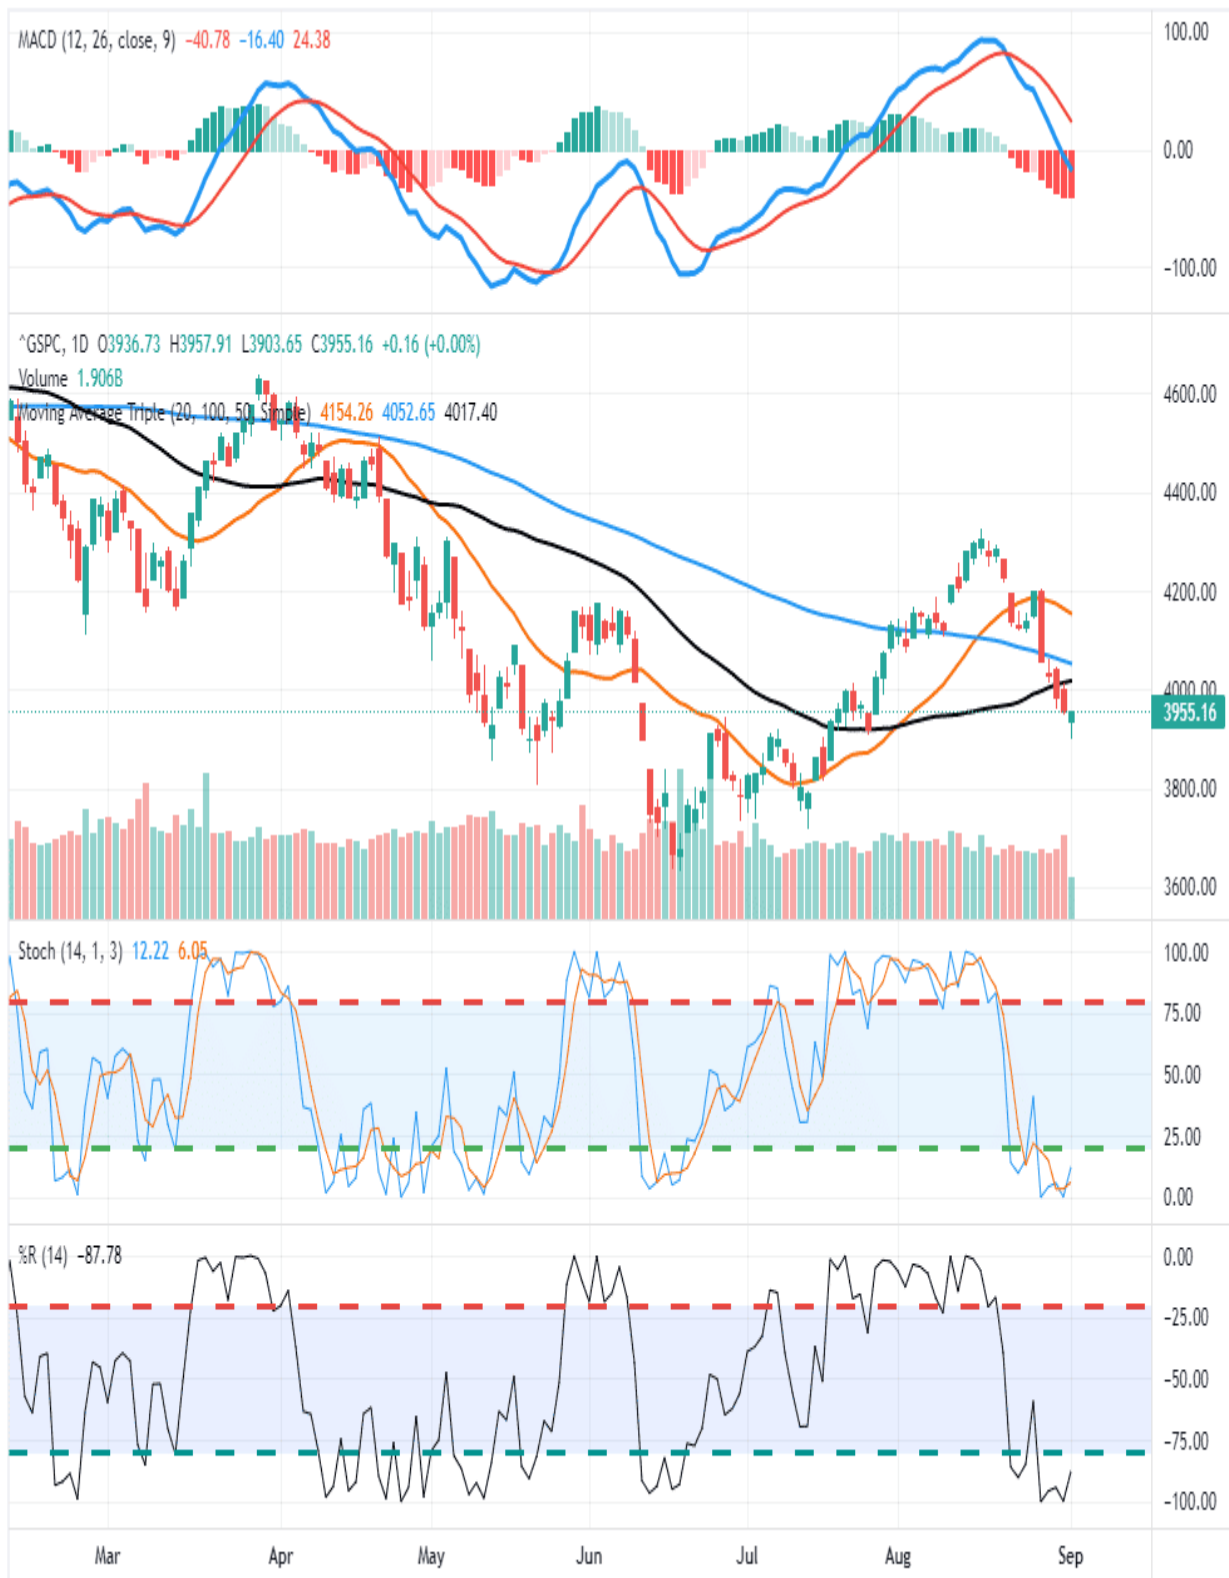 MACD (12, 26, close, 9) −40.78 −16.40 24.38
100.00
0.00
−100.00
^GSPC, 1D O3936.73 H3957.91 L3903.65 C3955.16 +0.16 (+0.00%)
Volume 1.906B
Moving Average Triple (20, 100, 50, Simple) 4154.26 4052.65 4017.40
4600.00
4400.00
4200.00
4000.00
3955.16
3800.00
3600.00
Stoch (14, 1, 3) 12.22 6.05
100.00
75.00
50.00
25.00
0.00
%R (14) −87.78
0.00
−25.00
−50.00
−75.00
−100.00
Mar Apr May Jun Jul Aug Sep